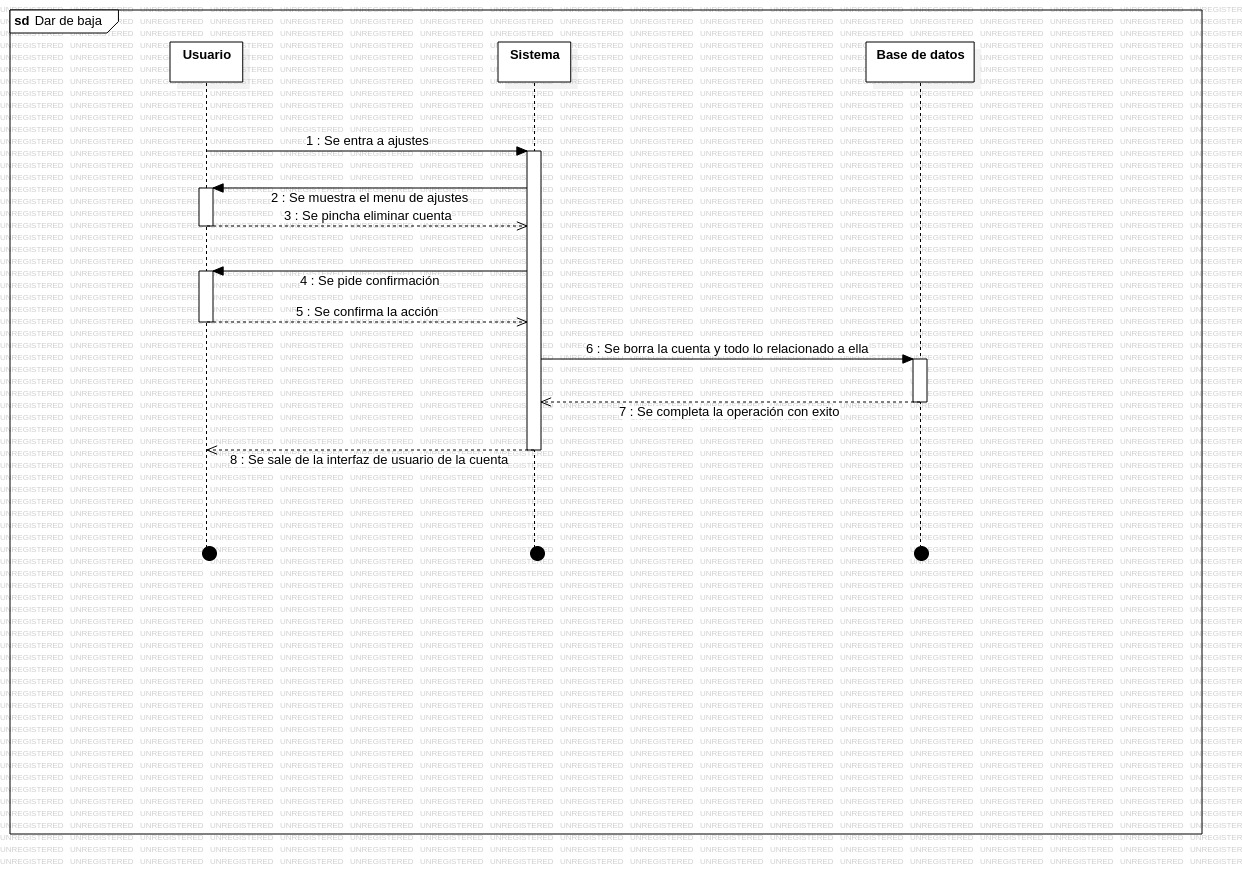 sd Dar de baja
Usuario
Sistema
Base de datos
1 : Se entra a ajustes
2 : Se muestra el menu de ajustes
3 : Se pincha eliminar cuenta
4 : Se pide confirmación
5 : Se confirma la acción
6 : Se borra la cuenta y todo lo relacionado a ella
7 : Se completa la operación con exito
8 : Se sale de la interfaz de usuario de la cuenta
UNREGISTERED